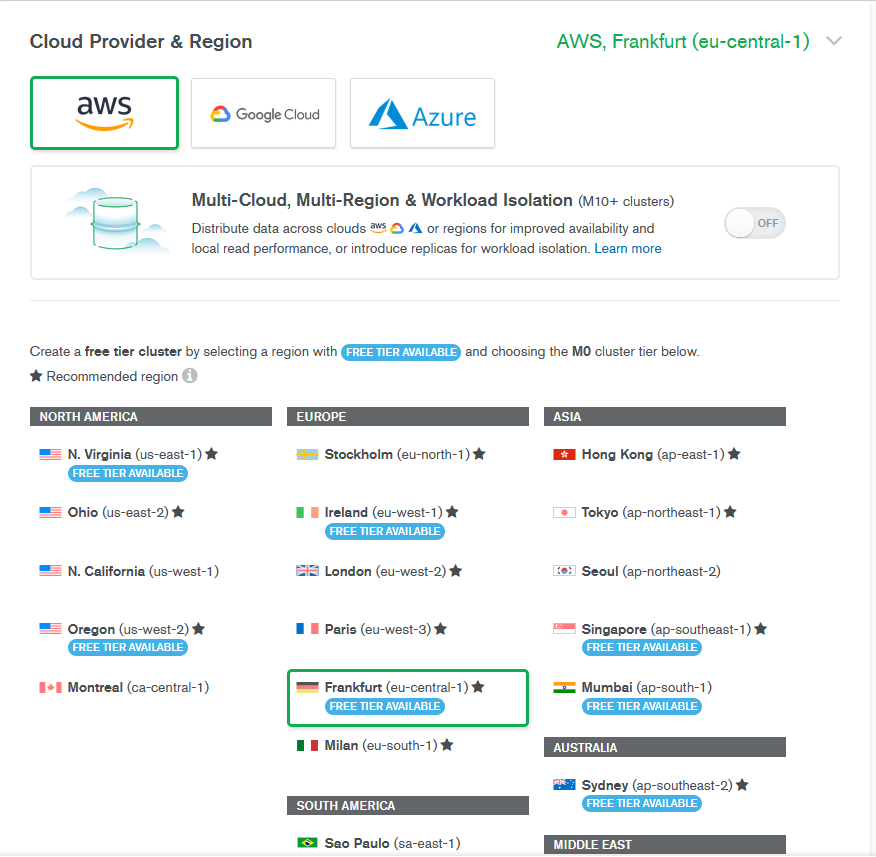 Cloud Provider & Region
AWS, Frankfurt (eu-central-1)
aws
Google Cloud
Azure
Multi-Cloud, Multi-Region & Workload Isolation (M10+ clusters)
Distribute data across clouds aws or regions for improved availability and
local read performance, or introduce replicas for workload isolation. Learn more
OFF
Create a free tier cluster by selecting a region with FREE TIER AVAILABLE and choosing the M0 cluster tier below.
★ Recommended region i
NORTH AMERICA
N. Virginia (us-east-1) ★
FREE TIER AVAILABLE
Ohio (us-east-2) ★
N. California (us-west-1)
Oregon (us-west-2) ★
FREE TIER AVAILABLE
Montreal (ca-central-1)
EUROPE
Stockholm (eu-north-1) ★
Ireland (eu-west-1) ★
FREE TIER AVAILABLE
London (eu-west-2) ★
Paris (eu-west-3) ★
Frankfurt (eu-central-1) ★
FREE TIER AVAILABLE
Milan (eu-south-1) ★
SOUTH AMERICA
Sao Paulo (sa-east-1)
ASIA
Hong Kong (ap-east-1) ★
Tokyo (ap-northeast-1) ★
Seoul (ap-northeast-2)
Singapore (ap-southeast-1) ★
FREE TIER AVAILABLE
Mumbai (ap-south-1)
FREE TIER AVAILABLE
AUSTRALIA
Sydney (ap-southeast-2) ★
FREE TIER AVAILABLE
MIDDLE EAST